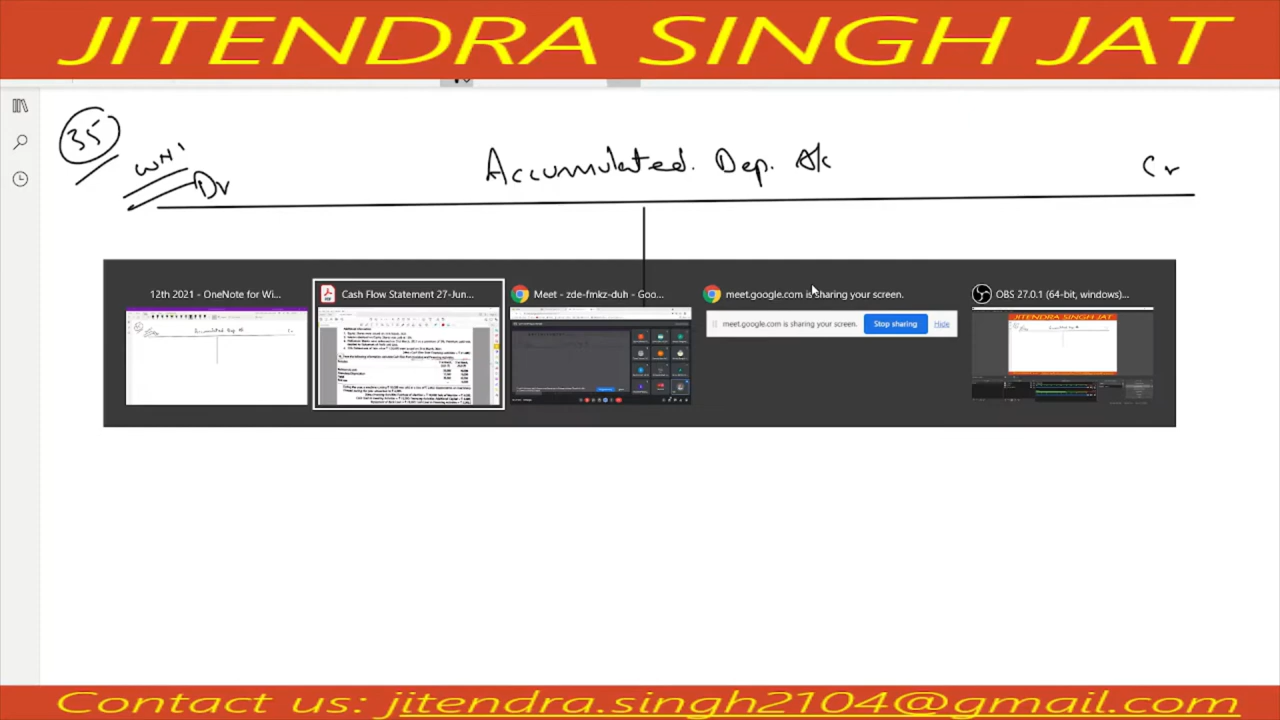 JITENDRA SINGH JAT
35
WN1
Dr
Accumulated. Dep. A/c
Cr
12th 2021 - OneNote for Wi...
Cash Flow Statement 27-Jun...
Meet - zde-fmkz-duh - Goo...
meet.google.com is sharing your screen.
OBS 27.0.1 (64-bit, windows)...
meet.google.com is sharing your screen.
Stop sharing
Hide
Contact us: jitendra.singh2104@gmail.com